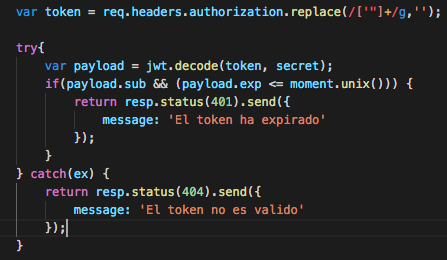 var token = req.headers.authorization.replace(/['"]+/g,'');
try{
var payload = jwt.decode(token, secret);
if(payload.sub && (payload.exp <= moment.unix())) {
return resp.status(401).send({
message: 'El token ha expirado'
});
}
} catch(ex) {
return resp.status(404).send({
message: 'El token no es valido'
});
}